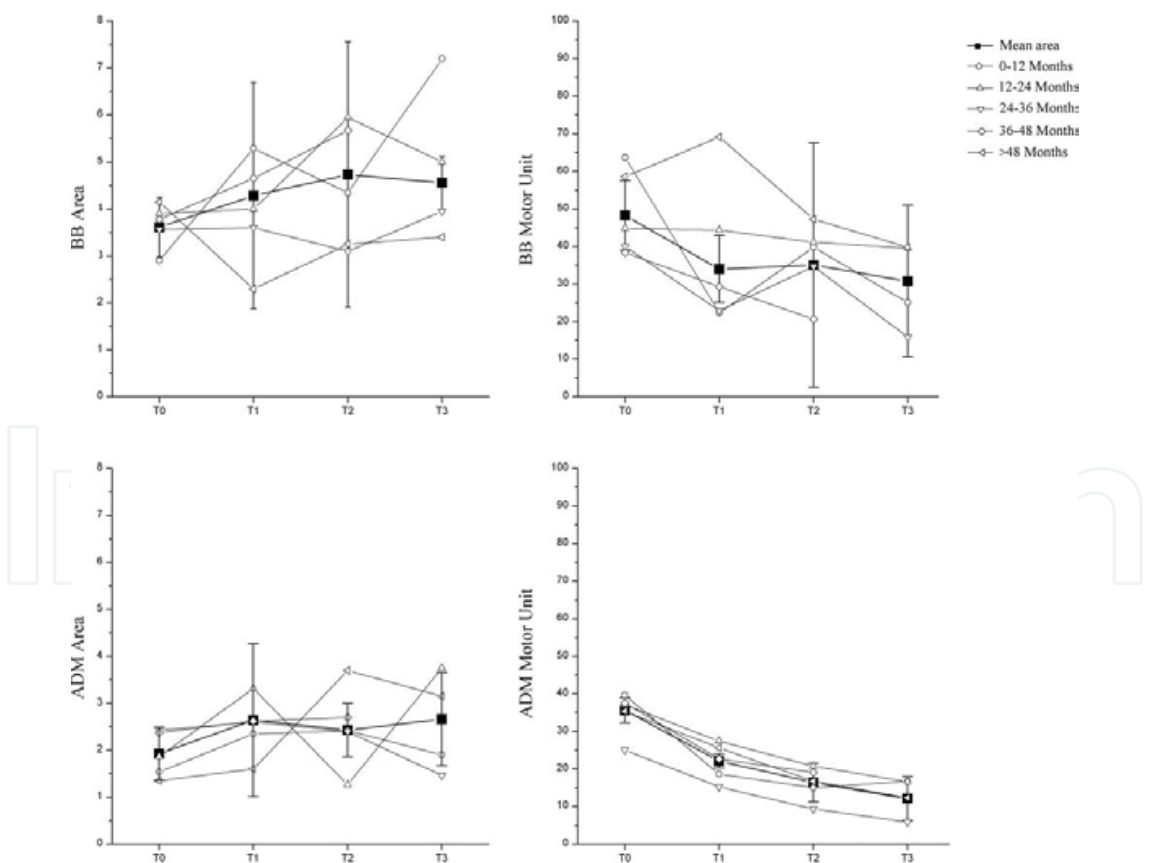 BB Area
8
7
6
5
4
3
2
1
0
T0 T1 T2 T3
BB Motor Unit
100
90
80
70
60
50
40
30
20
10
0
T0 T1 T2 T3
Mean area
0-12 Months
12-24 Months
24-36 Months
36-48 Months
>48 Months
ADM Area
8
7
6
5
4
3
2
1
0
T0 T1 T2 T3
ADM Motor Unit
100
90
80
70
60
50
40
30
20
10
0
T0 T1 T2 T3